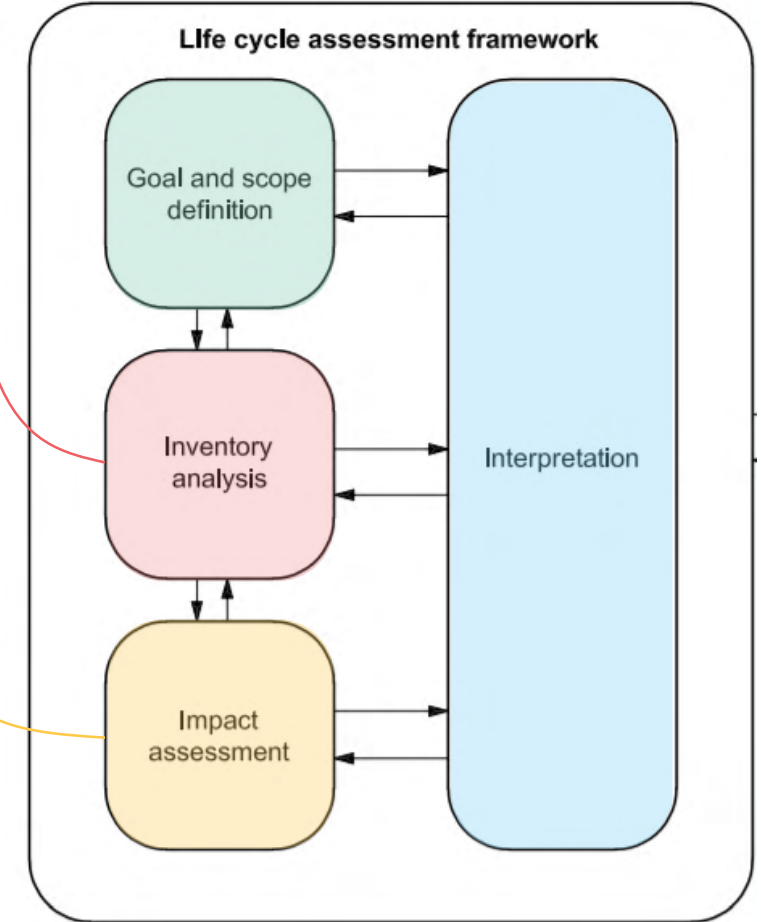 LIfe cycle assessment framework
Goal and scope
definition
Inventory
analysis
Interpretation
Impact
assessment